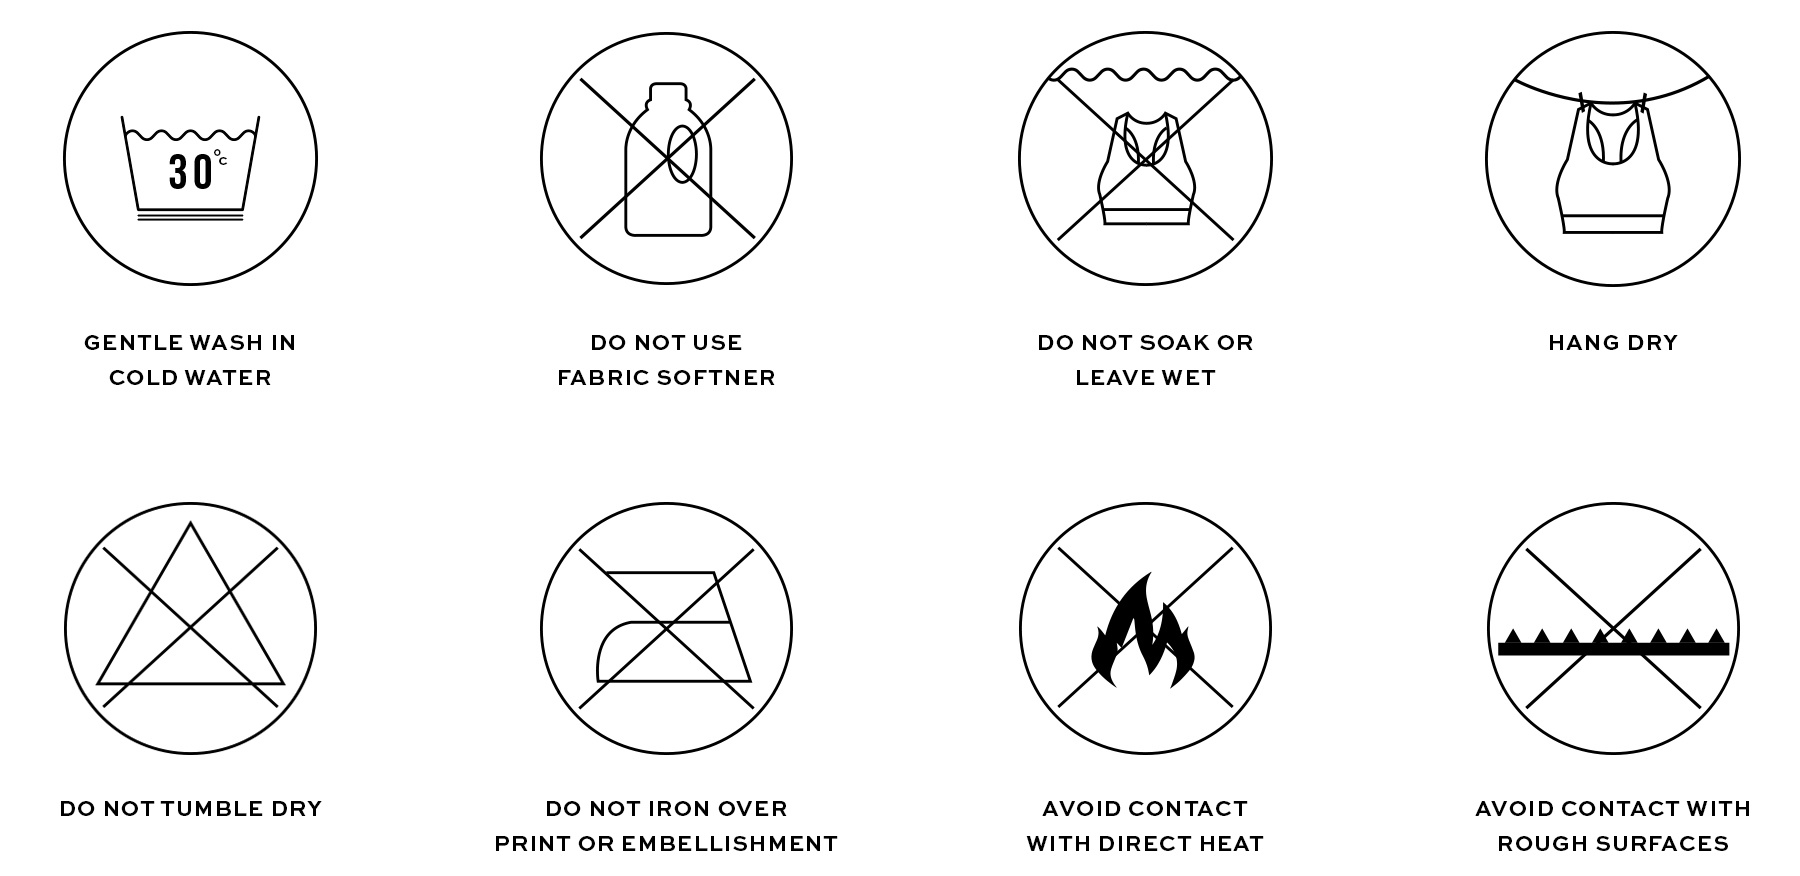 30°C
GENTLE WASH IN
COLD WATER
DO NOT USE
FABRIC SOFTNER
DO NOT SOAK OR
LEAVE WET
HANG DRY
DO NOT TUMBLE DRY
DO NOT IRON OVER
PRINT OR EMBELLISHMENT
AVOID CONTACT
WITH DIRECT HEAT
AVOID CONTACT WITH
ROUGH SURFACES